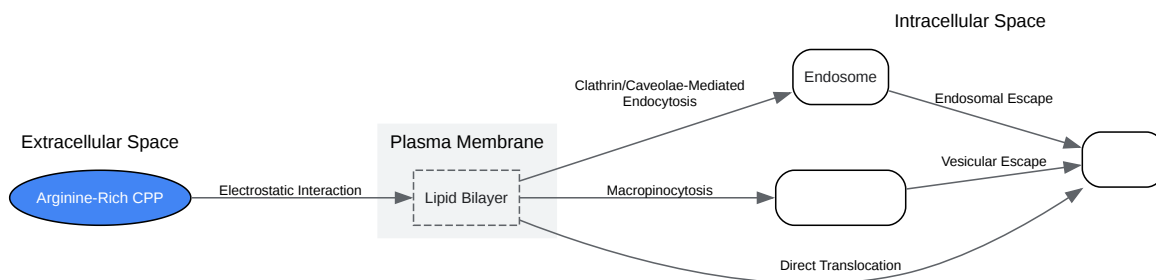 Intracellular Space
Endosome
Clathrin/Caveolae-Mediated
Endocytosis
Endosomal Escape
Extracellular Space
Plasma Membrane
Vesicular Escape
Arginine-Rich CPP
Electrostatic Interaction
Lipid Bilayer
Macropinocytosis
Direct Translocation